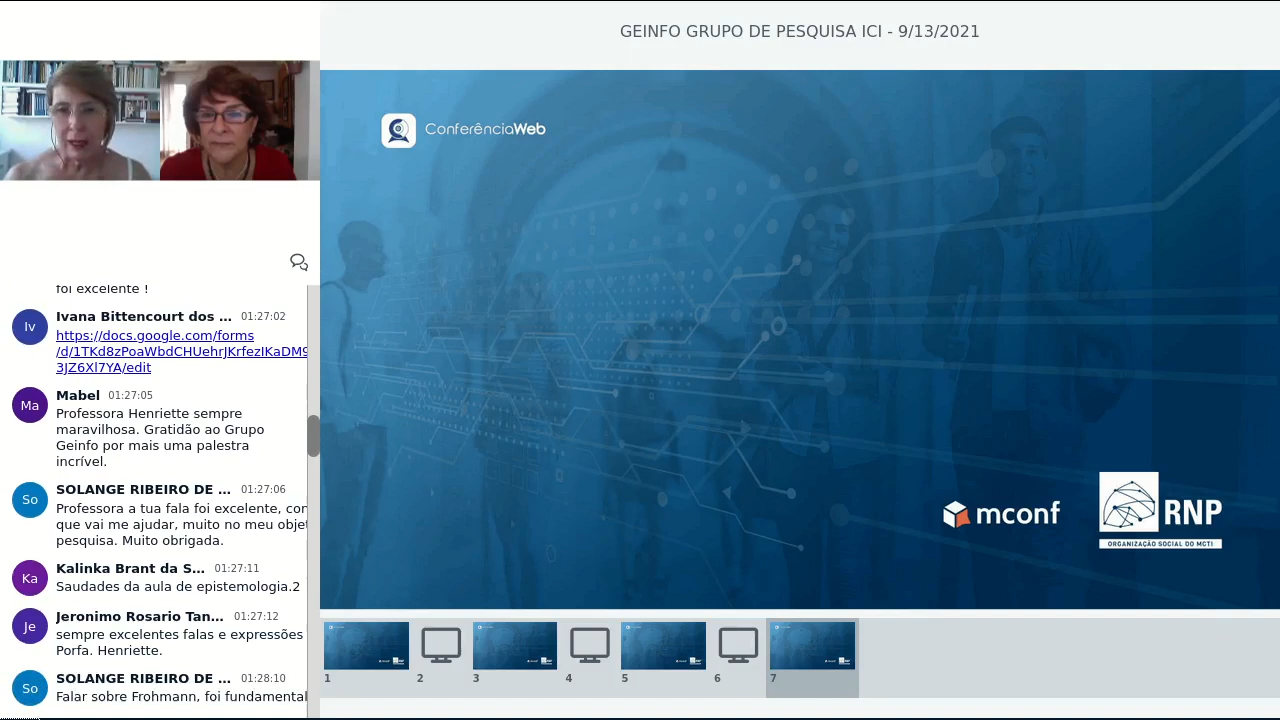 GEINFO GRUPO DE PESQUISA ICI - 9/13/2021
ConferênciaWeb
foi excelente !
Iv
Ivana Bittencourt dos ... 01:27:02
https://docs.google.com/forms
/d/1TKd8zPoaWbdCHUehrJKrfezIKaDM9
3JZ6Xl7YA/edit
Ma
Mabel 01:27:05
Professora Henriette sempre
maravilhosa. Gratidão ao Grupo
Geinfo por mais uma palestra
incrível.
So
SOLANGE RIBEIRO DE ... 01:27:06
Professora a tua fala foi excelente, con
que vai me ajudar, muito no meu objet
pesquisa. Muito obrigada.
Ka
Kalinka Brant da S... 01:27:11
Saudades da aula de epistemologia.2
Je
Jeronimo Rosario Tan... 01:27:12
sempre excelentes falas e expressões
Porfa. Henriette.
So
SOLANGE RIBEIRO DE ... 01:28:10
Falar sobre Frohmann, foi fundamental
mconf
RNP
ORGANIZAÇÃO SOCIAL DO MCTI
1 2 3 4 5 6 7